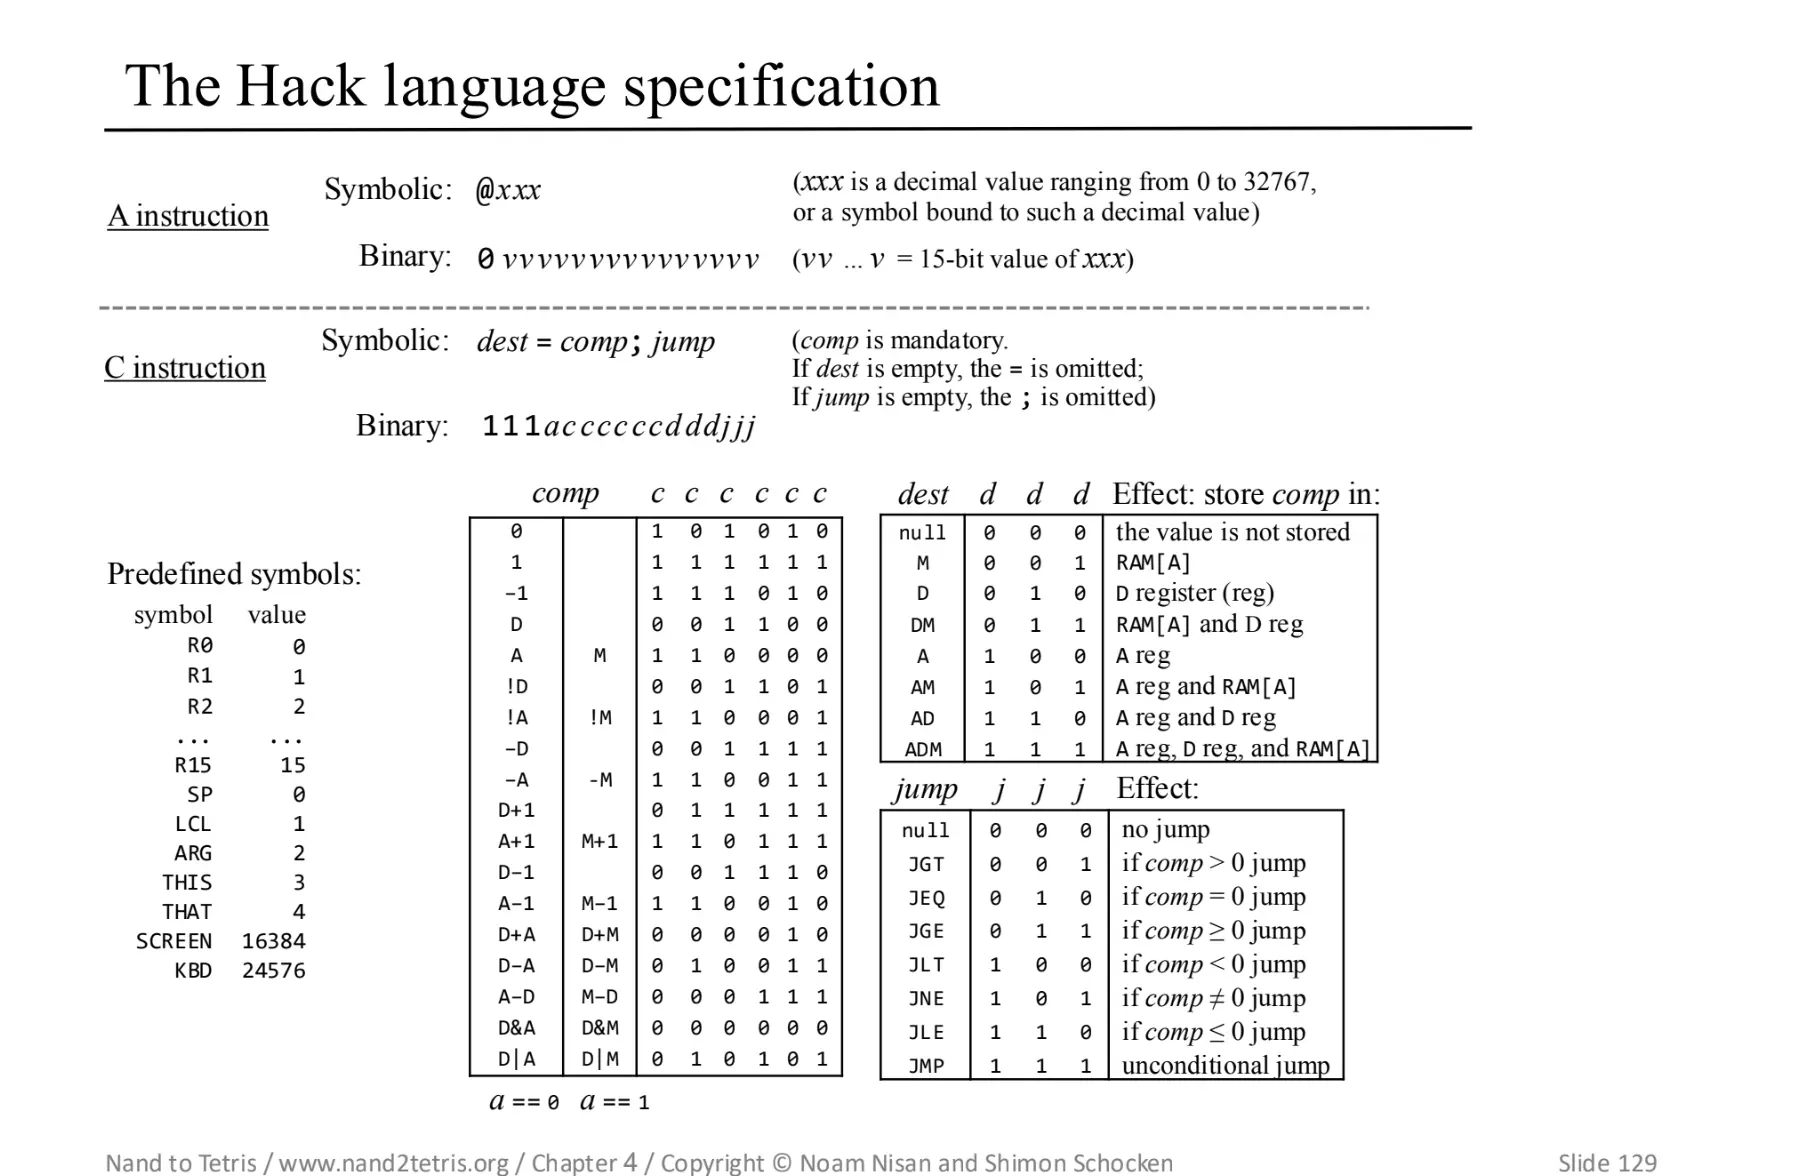 The Hack language specification
A instruction
Symbolic: @xxx (xxx is a decimal value ranging from 0 to 32767,
or a symbol bound to such a decimal value)
Binary: 0 v v v v v v v v v v v v v v v (vv ... v = 15-bit value of xxx)
C instruction
Symbolic: dest = comp ; jump (comp is mandatory.
If dest is empty, the = is omitted;
If jump is empty, the ; is omitted)
Binary: 1 1 1 a c c c c c c d d d j j j
Predefined symbols:
symbol value
R0 0
R1 1
R2 2
... ...
R15 15
SP 0
LCL 1
ARG 2
THIS 3
THAT 4
SCREEN 16384
KBD 24576
comp c c c c c c
0 1 0 1 0 1 0
1 1 1 1 1 1 1
−1 1 1 1 0 1 0
D 0 0 1 1 0 0
A M 1 1 0 0 0 0
!D 0 0 1 1 0 1
!A !M 1 1 0 0 0 1
−D 0 0 1 1 1 1
−A -M 1 1 0 0 1 1
D+1 0 1 1 1 1 1
A+1 M+1 1 1 0 1 1 1
D−1 0 0 1 1 1 0
A−1 M−1 1 1 0 0 1 0
D+A D+M 0 0 0 0 1 0
D−A D−M 0 1 0 0 1 1
A−D M−D 0 0 0 1 1 1
D&A D&M 0 0 0 0 0 0
D|A D|M 0 1 0 1 0 1
a == 0 a == 1
dest d d d Effect: store comp in:
null 0 0 0 the value is not stored
M 0 0 1 RAM[A]
D 0 1 0 D register (reg)
DM 0 1 1 RAM[A] and D reg
A 1 0 0 A reg
AM 1 0 1 A reg and RAM[A]
AD 1 1 0 A reg and D reg
ADM 1 1 1 A reg, D reg, and RAM[A]
jump j j j Effect:
null 0 0 0 no jump
JGT 0 0 1 if comp > 0 jump
JEQ 0 1 0 if comp = 0 jump
JGE 0 1 1 if comp ≥ 0 jump
JLT 1 0 0 if comp < 0 jump
JNE 1 0 1 if comp ≠ 0 jump
JLE 1 1 0 if comp ≤ 0 jump
JMP 1 1 1 unconditional jump
Nand to Tetris / www.nand2tetris.org / Chapter 4 / Copyright © Noam Nisan and Shimon Schocken Slide 129